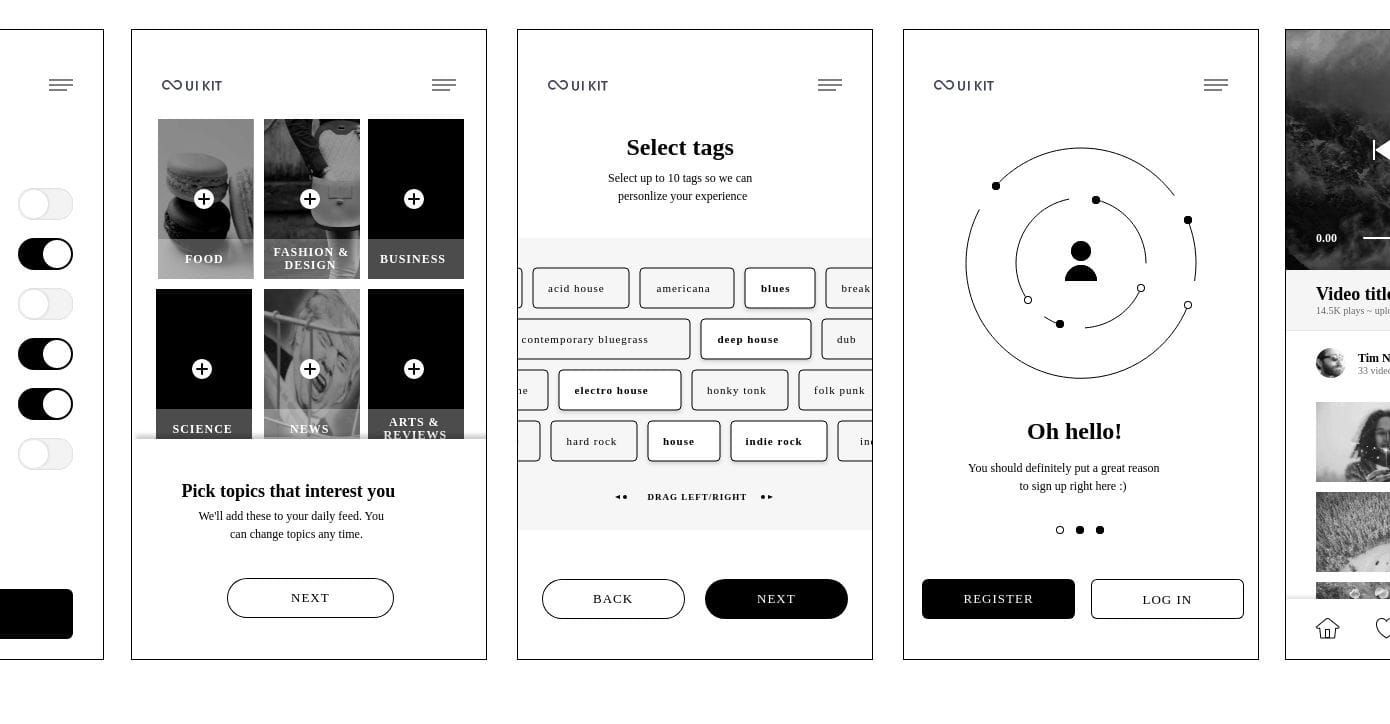 UI KIT
FOOD
FASHION &
DESIGN
BUSINESS
SCIENCE
NEWS
ARTS &
REVIEWS
Pick topics that interest you
We'll add these to your daily feed. You
can change topics any time.
NEXT
UI KIT
Select tags
Select up to 10 tags so we can
personlize your experience
acid house
americana
blues
break
contemporary bluegrass
deep house
dub
electro house
honky tonk
folk punk
hard rock
house
indie rock
DRAG LEFT/RIGHT
BACK
NEXT
UI KIT
Oh hello!
You should definitely put a great reason
to sign up right here :)
REGISTER
LOG IN
0.00
Video title
14.5K plays ~
Tim
33